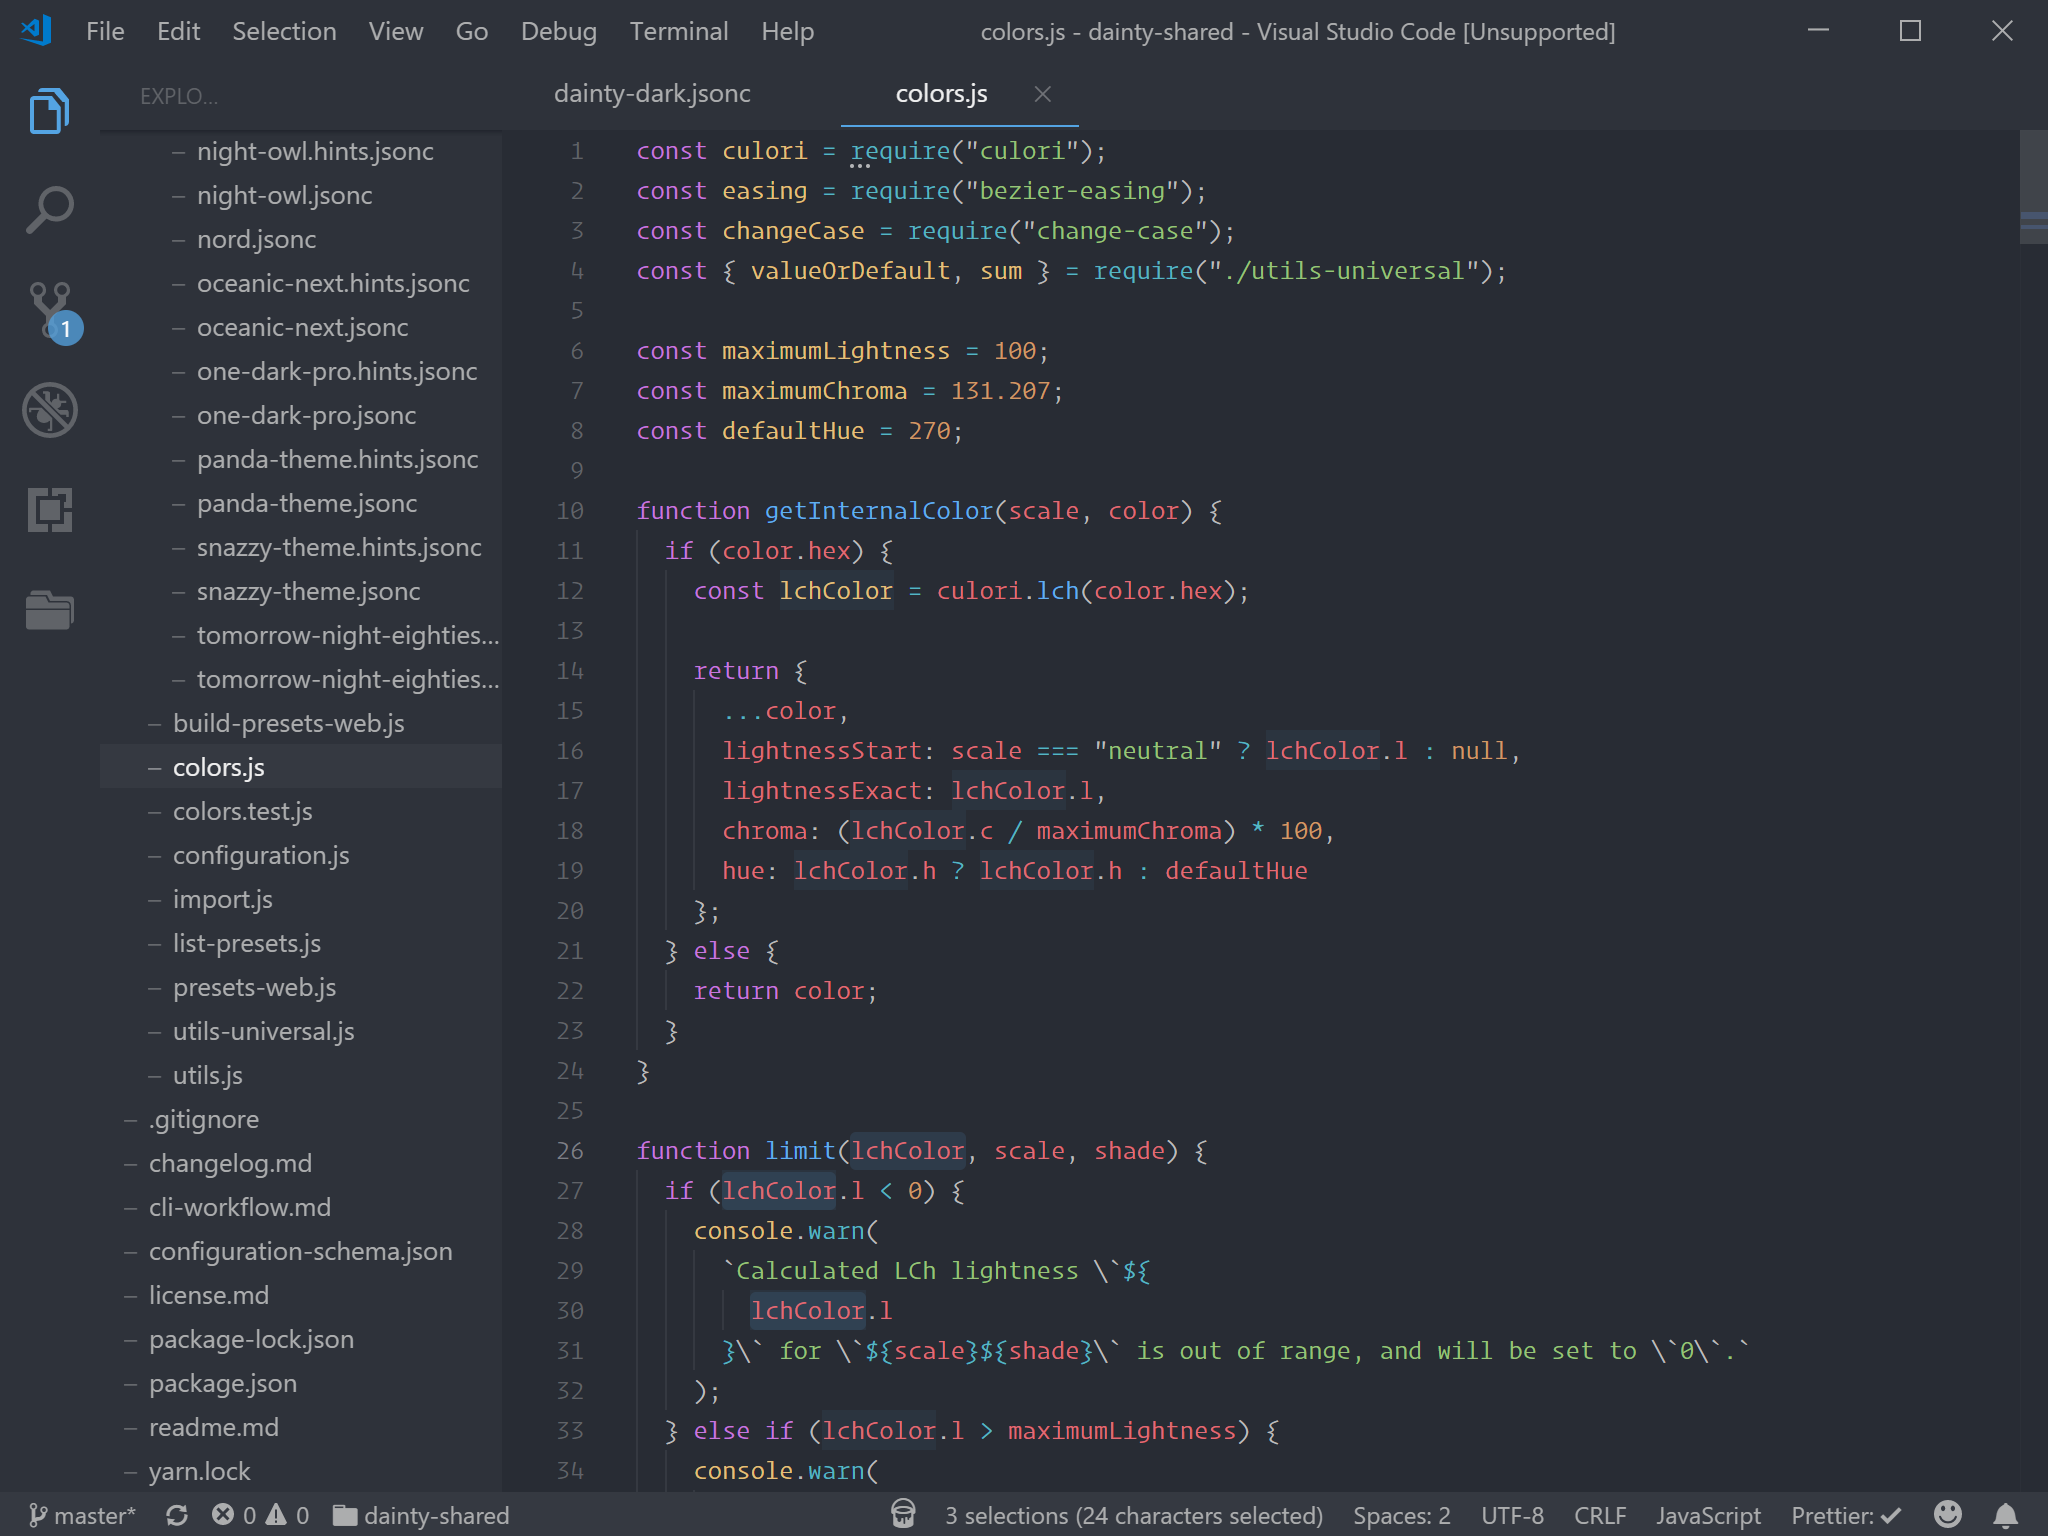 File Edit Selection View Go Debug Terminal Help
colors.js - dainty-shared - Visual Studio Code [Unsupported]
EXPLO...
night-owl.hints.jsonc
night-owl.jsonc
nord.jsonc
oceanic-next.hints.jsonc
oceanic-next.jsonc
one-dark-pro.hints.jsonc
one-dark-pro.jsonc
panda-theme.hints.jsonc
panda-theme.jsonc
snazzy-theme.hints.jsonc
snazzy-theme.jsonc
tomorrow-night-eighties...
tomorrow-night-eighties...
build-presets-web.js
colors.js
colors.test.js
configuration.js
import.js
list-presets.js
presets-web.js
utils-universal.js
utils.js
.gitignore
changelog.md
cli-workflow.md
configuration-schema.json
license.md
package-lock.json
package.json
readme.md
yarn.lock
1
dainty-dark.jsonc colors.js
1 const culori = require("culori");
2 const easing = require("bezier-easing");
3 const changeCase = require("change-case");
4 const { valueOrDefault, sum } = require("./utils-universal");
5
6 const maximumLightness = 100;
7 const maximumChroma = 131.207;
8 const defaultHue = 270;
9
10 function getInternalColor(scale, color) {
11   if (color.hex) {
12     const lchColor = culori.lch(color.hex);
13
14     return {
15       ...color,
16       lightnessStart: scale === "neutral" ? lchColor.l : null,
17       lightnessExact: lchColor.l,
18       chroma: (lchColor.c / maximumChroma) * 100,
19       hue: lchColor.h ? lchColor.h : defaultHue
20     };
21   } else {
22     return color;
23   }
24 }
25
26 function limit(lchColor, scale, shade) {
27   if (lchColor.l < 0) {
28     console.warn(
29       `Calculated LCh lightness \`${
30         lchColor.l
31       }\` for \`${scale}${shade}\` is out of range, and will be set to \`0\`.`
32     );
33   } else if (lchColor.l > maximumLightness) {
34     console.warn(
master* 0 0 dainty-shared 3 selections (24 characters selected) Spaces: 2 UTF-8 CRLF JavaScript Prettier: ✓